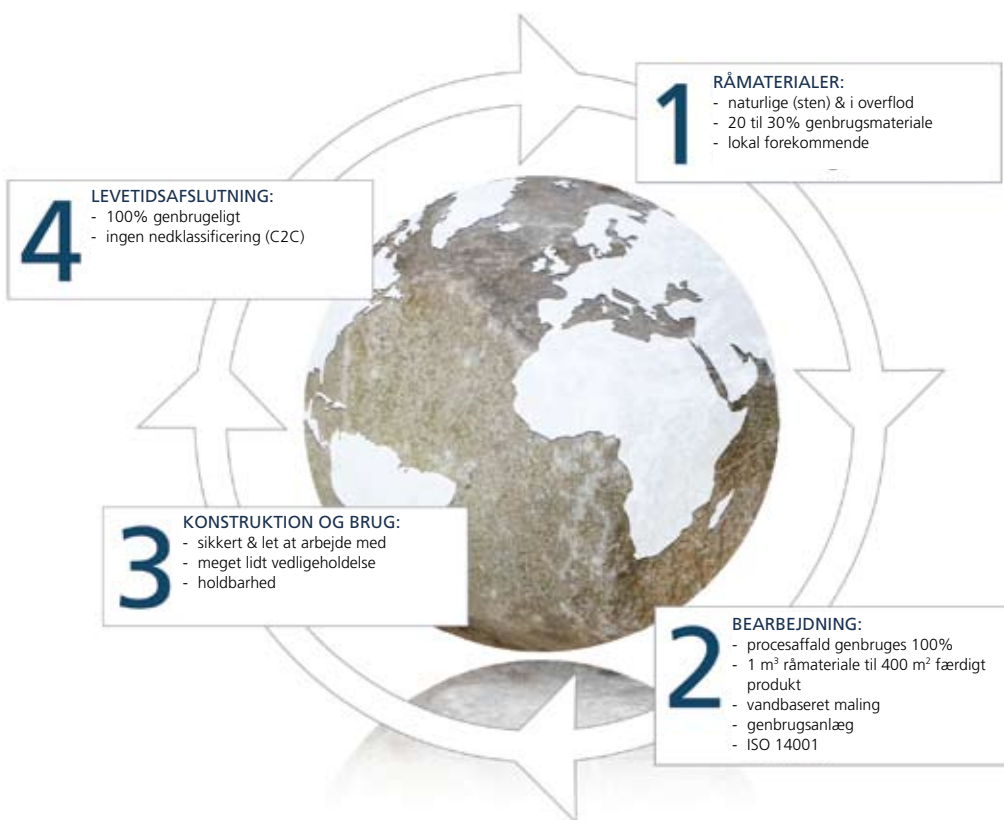 1
RÅMATERIALER:
- naturlige (sten) & i overflod
- 20 til 30% genbrugsmateriale
- lokal forekommende
2
BEARBEJDNING:
- procesaffald genbruges 100%
- 1 m³ råmateriale til 400 m² færdigt
produkt
- vandbaseret maling
- genbrugsanlæg
- ISO 14001
3
KONSTRUKTION OG BRUG:
- sikkert & let at arbejde med
- meget lidt vedligeholdelse
- holdbarhed
4
LEVETIDSAFSLUTNING:
- 100% genbrugeligt
- ingen nedklassificering (C2C)